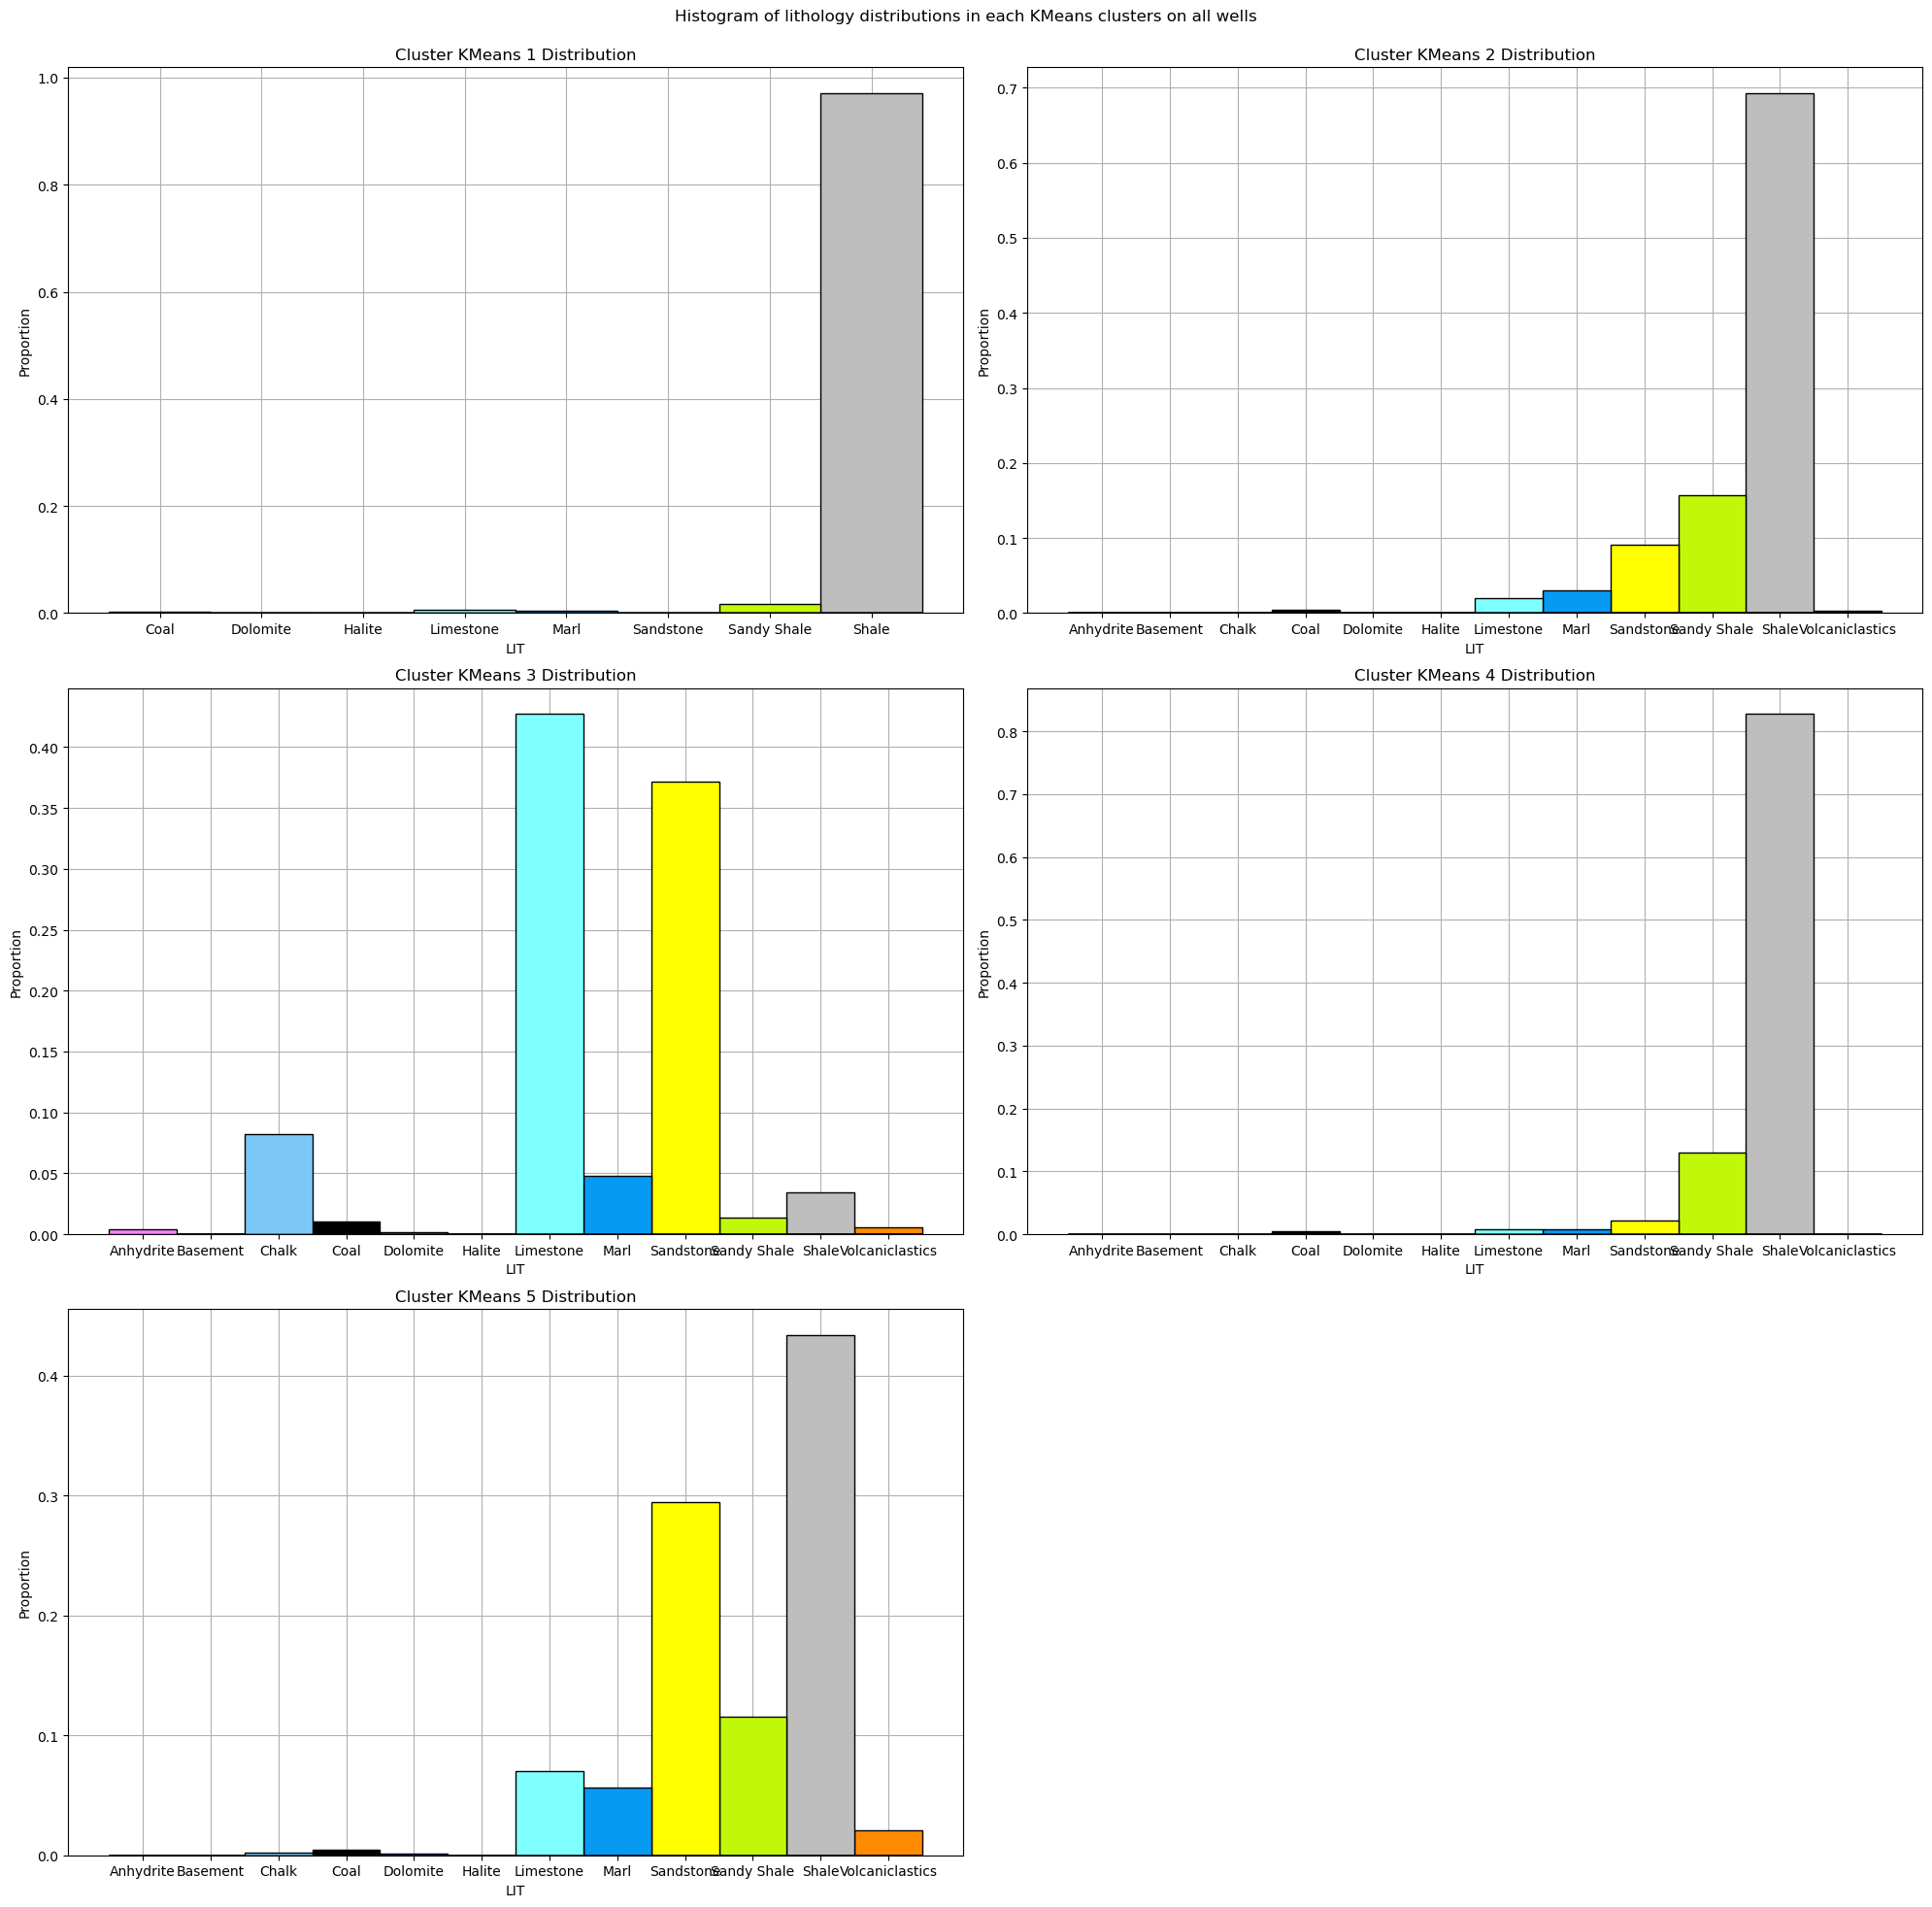 Histogram of lithology distributions in each KMeans clusters on all wells
Cluster KMeans 1 Distribution
1.0
0.8
0.6
0.4
0.2
0.0
Proportion
Coal Dolomite Halite Limestone Marl Sandstone Sandy Shale Shale
LIT
Cluster KMeans 2 Distribution
0.7
0.6
0.5
0.4
0.3
0.2
0.1
0.0
Proportion
Anhydrite Basement Chalk Coal Dolomite Halite Limestone Marl Sandstone Sandy Shale Shale Volcaniclastics
LIT
Cluster KMeans 3 Distribution
0.40
0.35
0.30
0.25
0.20
0.15
0.10
0.05
0.00
Proportion
Anhydrite Basement Chalk Coal Dolomite Halite Limestone Marl Sandstone Sandy Shale Shale Volcaniclastics
LIT
Cluster KMeans 4 Distribution
0.8
0.7
0.6
0.5
0.4
0.3
0.2
0.1
0.0
Proportion
Anhydrite Basement Chalk Coal Dolomite Halite Limestone Marl Sandstone Sandy Shale Shale Volcaniclastics
LIT
Cluster KMeans 5 Distribution
0.4
0.3
0.2
0.1
0.0
Proportion
Anhydrite Basement Chalk Coal Dolomite Halite Limestone Marl Sandstone Sandy Shale Shale Volcaniclastics
LIT